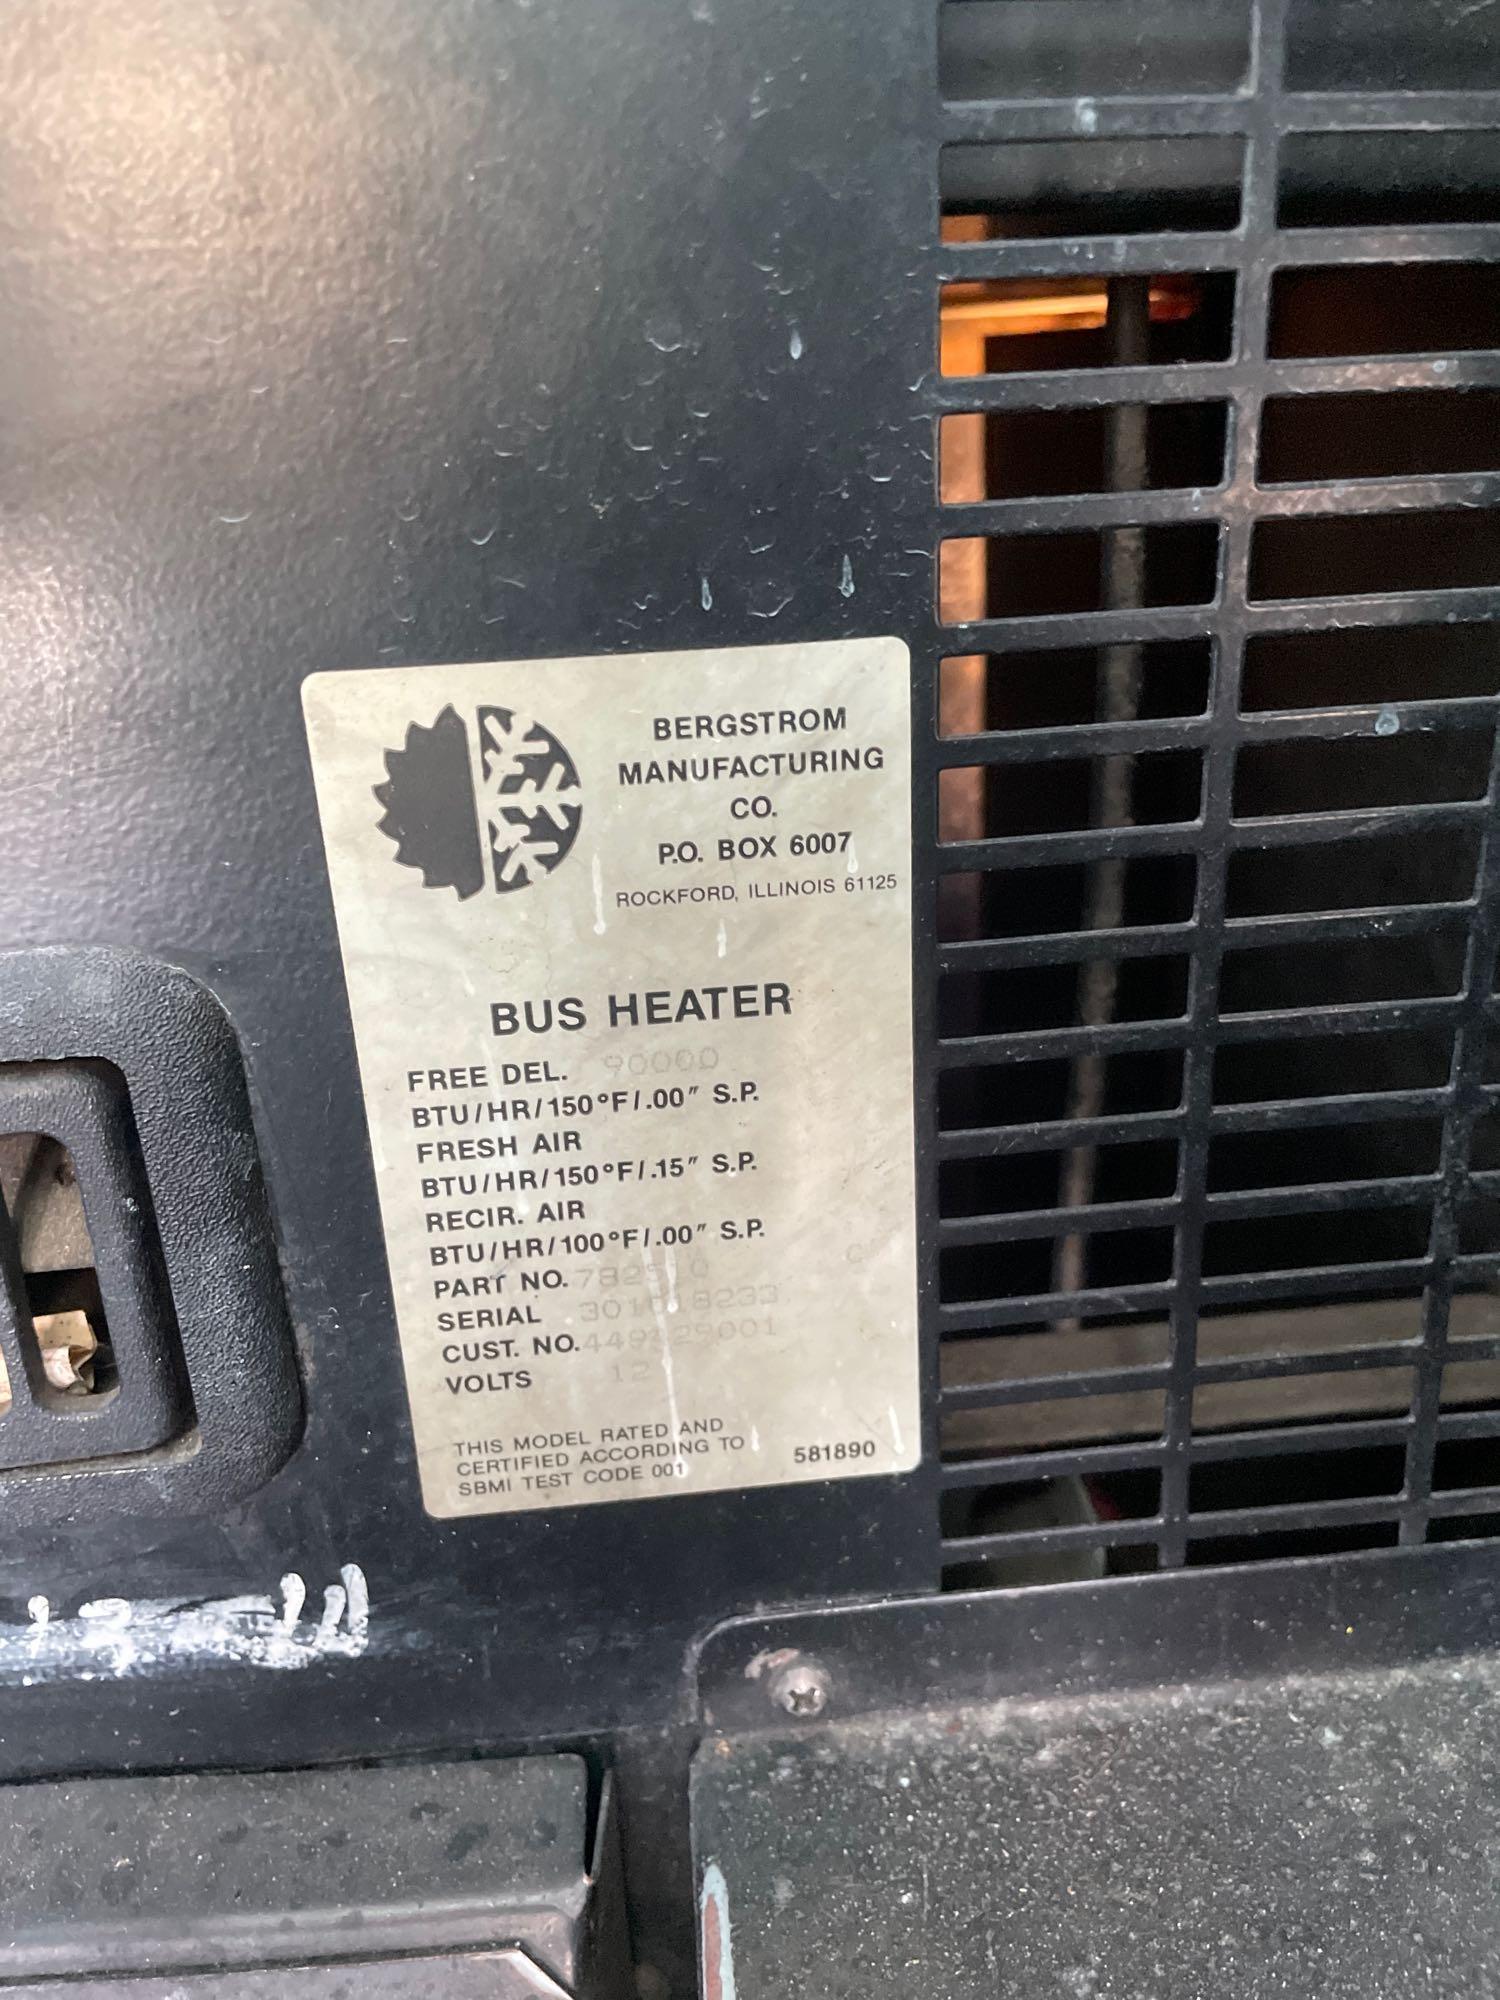 BERGSTROM
MANUFACTURING
CO.
P.O. BOX 6007
ROCKFORD, ILLINOIS 61125
BUS HEATER
FREE DEL. 90000
BTU/HR/150°F/.00" S.P.
FRESH AIR
BTU/HR/150°F/.15" S.P.
RECIR. AIR
BTU/HR/100°F/.00" S.P.
PART NO.
SERIAL
CUST. NO.
VOLTS 12
THIS MODEL RATED AND
CERTIFIED ACCORDING TO
SBMI TEST CODE 001
581890